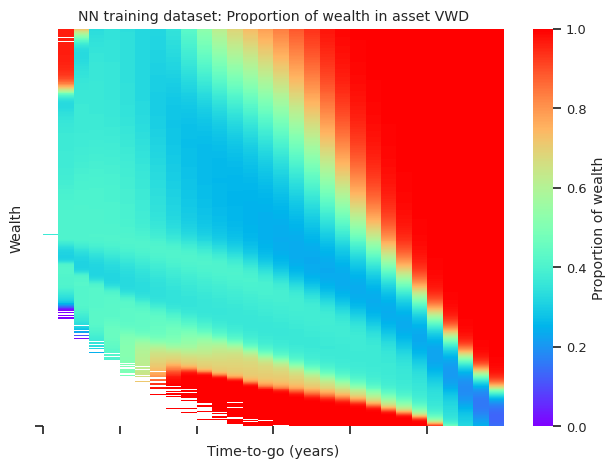 NN training dataset: Proportion of wealth in asset VWD
Wealth
Time-to-go (years)
1.0
0.8
0.6
0.4
0.2
0.0
Proportion of wealth